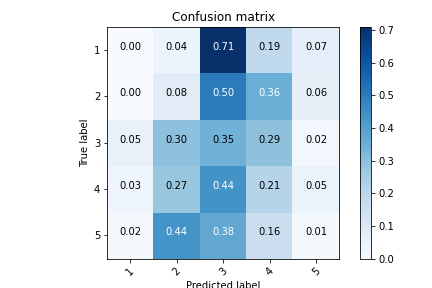 Confusion matrix
0.7
1 0.00 0.04 0.71 0.19 0.07
0.6
2 0.00 0.08 0.50 0.36 0.06
0.5
0.4
3 0.05 0.30 0.35 0.29 0.02
0.3
4 0.03 0.27 0.44 0.21 0.05
0.2
5 0.02 0.44 0.38 0.16 0.01
0.1
0.0
True label
1 2 3 4 5
Predicted label